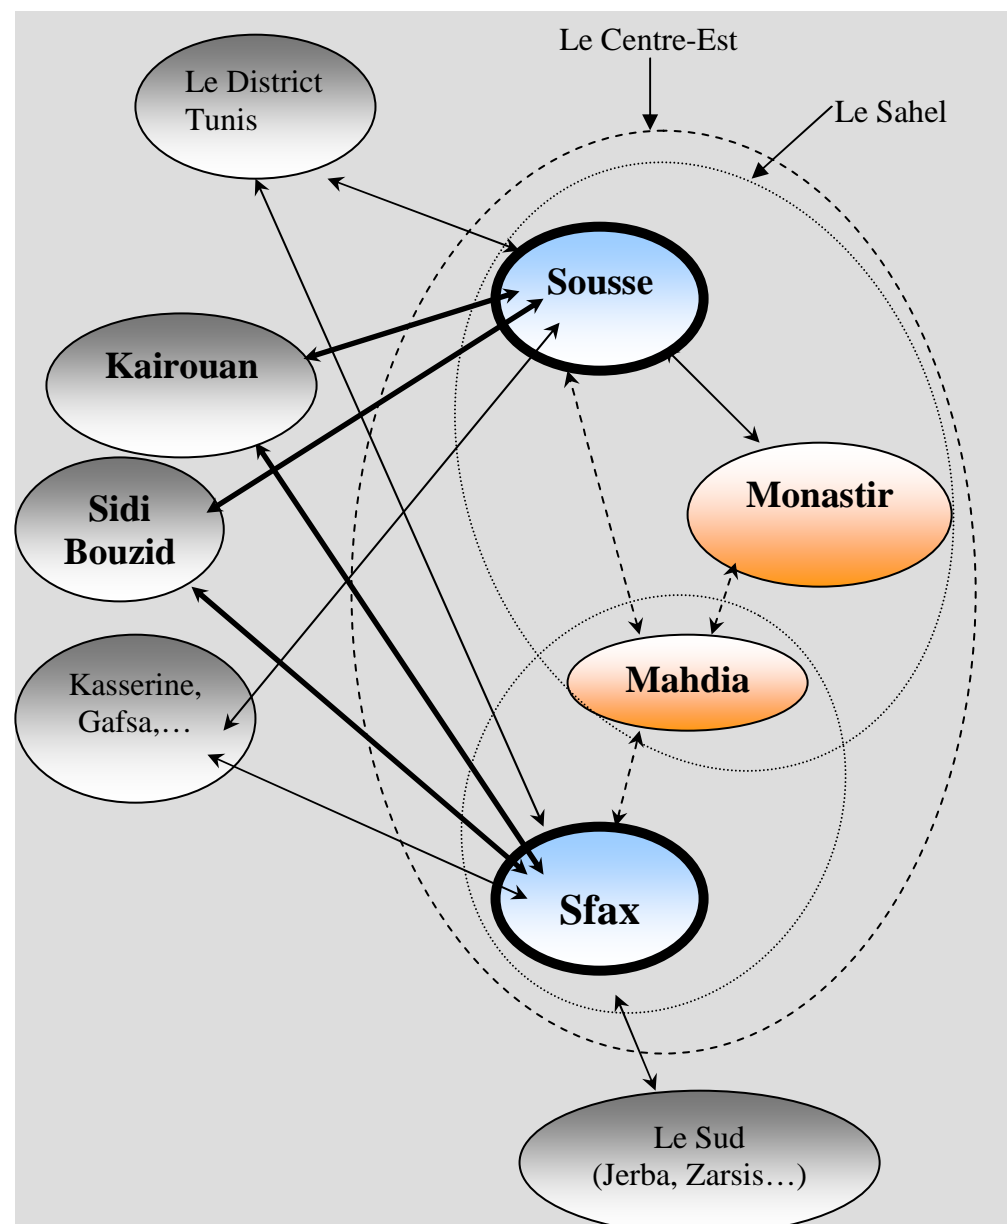 Le Centre-Est
Le District
Tunis
Le Sahel
Sousse
Kairouan
Monastir
Sidi
Bouzid
Mahdia
Kasserine,
Gafsa,…
Sfax
Le Sud
(Jerba, Zarsis…)